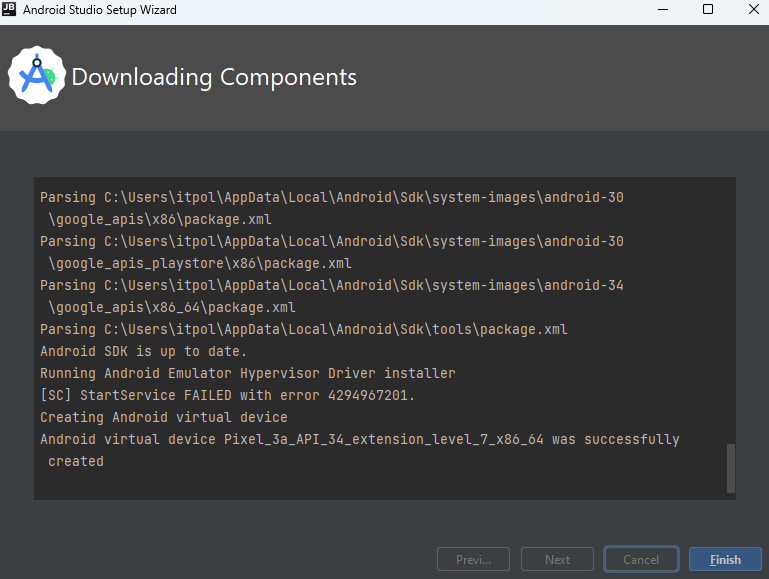 JB Android Studio Setup Wizard
Downloading Components
Parsing C:\Users\itpol\AppData\Local\Android\Sdk\system-images\android-30
\google_apis\x86\package.xml
Parsing C:\Users\itpol\AppData\Local\Android\Sdk\system-images\android-30
\google_apis_playstore\x86\package.xml
Parsing C:\Users\itpol\AppData\Local\Android\Sdk\system-images\android-34
\google_apis\x86_64\package.xml
Parsing C:\Users\itpol\AppData\Local\Android\Sdk\tools\package.xml
Android SDK is up to date.
Running Android Emulator Hypervisor Driver installer
[SC] StartService FAILED with error 4294967201.
Creating Android virtual device
Android virtual device Pixel_3a_API_34_extension_level_7_x86_64 was successfully
created
Previ... Next Cancel Finish